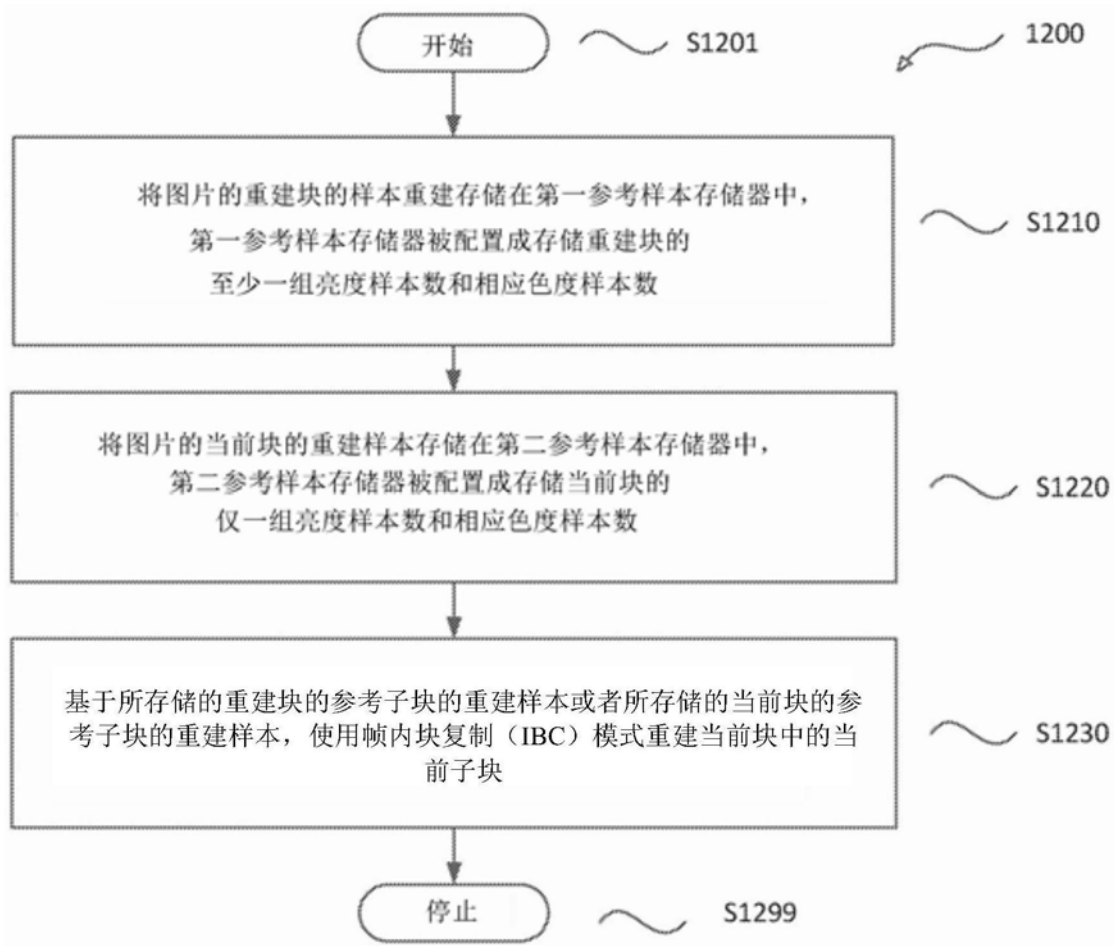 开始
S1201
1200
将图片的重建块的样本重建存储在第一参考样本存储器中，
第一参考样本存储器被配置成存储重建块的
至少一组亮度样本数和相应色度样本数
S1210
将图片的当前块的重建样本存储在第二参考样本存储器中，
第二参考样本存储器被配置成存储当前块的
仅一组亮度样本数和相应色度样本数
S1220
基于所存储的重建块的参考子块的重建样本或者所存储的当前块的参
考子块的重建样本，使用帧内块复制（IBC）模式重建当前块中的当
前子块
S1230
停止
S1299